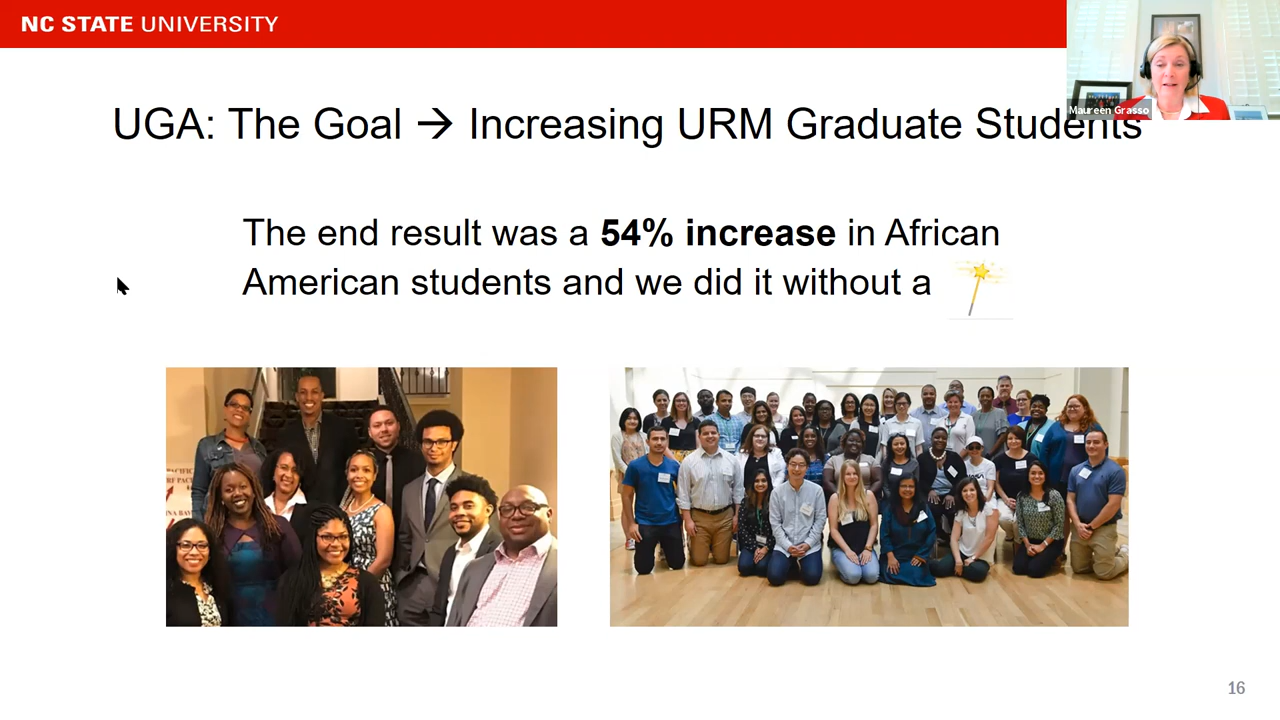 NC STATE UNIVERSITY
Maureen Grasso
UGA: The Goal → Increasing URM Graduate Students
The end result was a 54% increase in African
American students and we did it without a
16